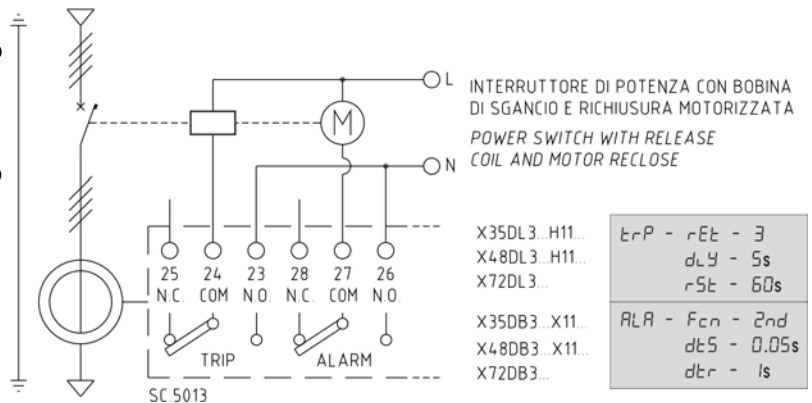 L
INTERRUTTORE DI POTENZA CON BOBINA
DI SGANCIO E RICHIUSURA MOTORIZZATA
POWER SWITCH WITH RELEASE
COIL AND MOTOR RECLOSE
M
N
25 24 23 28 27 26
N.C. COM N.O. N.C. COM N.O.
TRIP ALARM
SC.5013
X35DL3...H11...
X48DL3...H11...
X72DL3...
trP - rEt - 3
dLY - 5s
rSt - 60s
X35DB3...X11...
X48DB3...X11...
X72DB3...
ALA - Fcn - 2nd
dtS - 0.05s
dtr - 1s